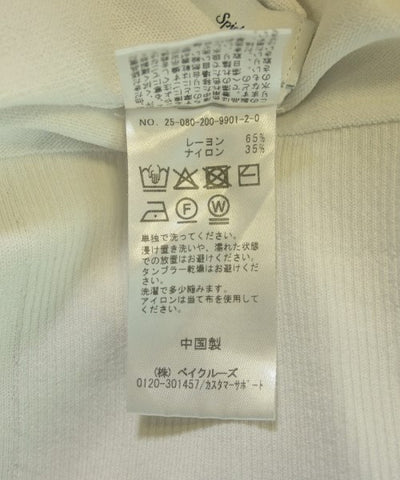 Spi
NO. 25-080-200-9901-2-0
レーヨン 65%
ナイロン 35%
F W
単独で洗ってください。
浸け置き洗いや、濡れた状態
での放置はお避けください。
タンブラー乾燥はお避けください。
洗濯で多少縮みます。
アイロンは当て布を使用して
ください。
中国製
(株) ベイクルーズ
0120-301457/カスタマーサポート